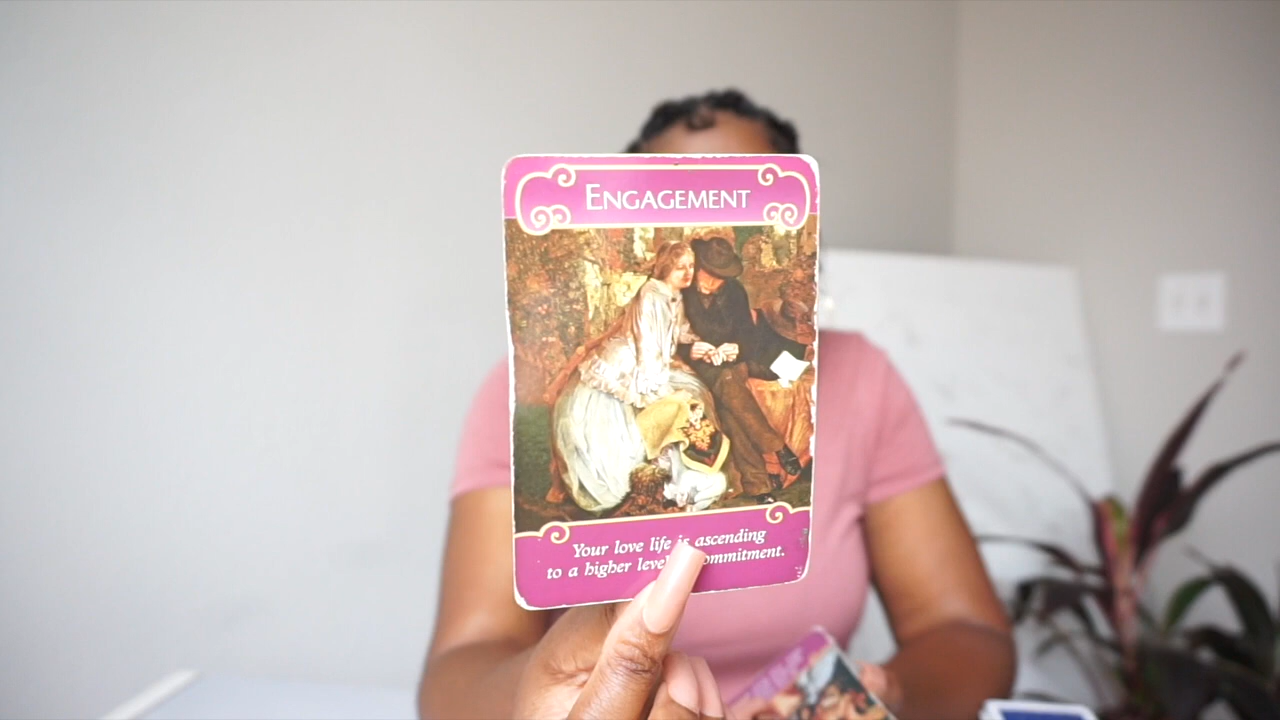 ENGAGEMENT
Your love life is ascending
to a higher level commitment.